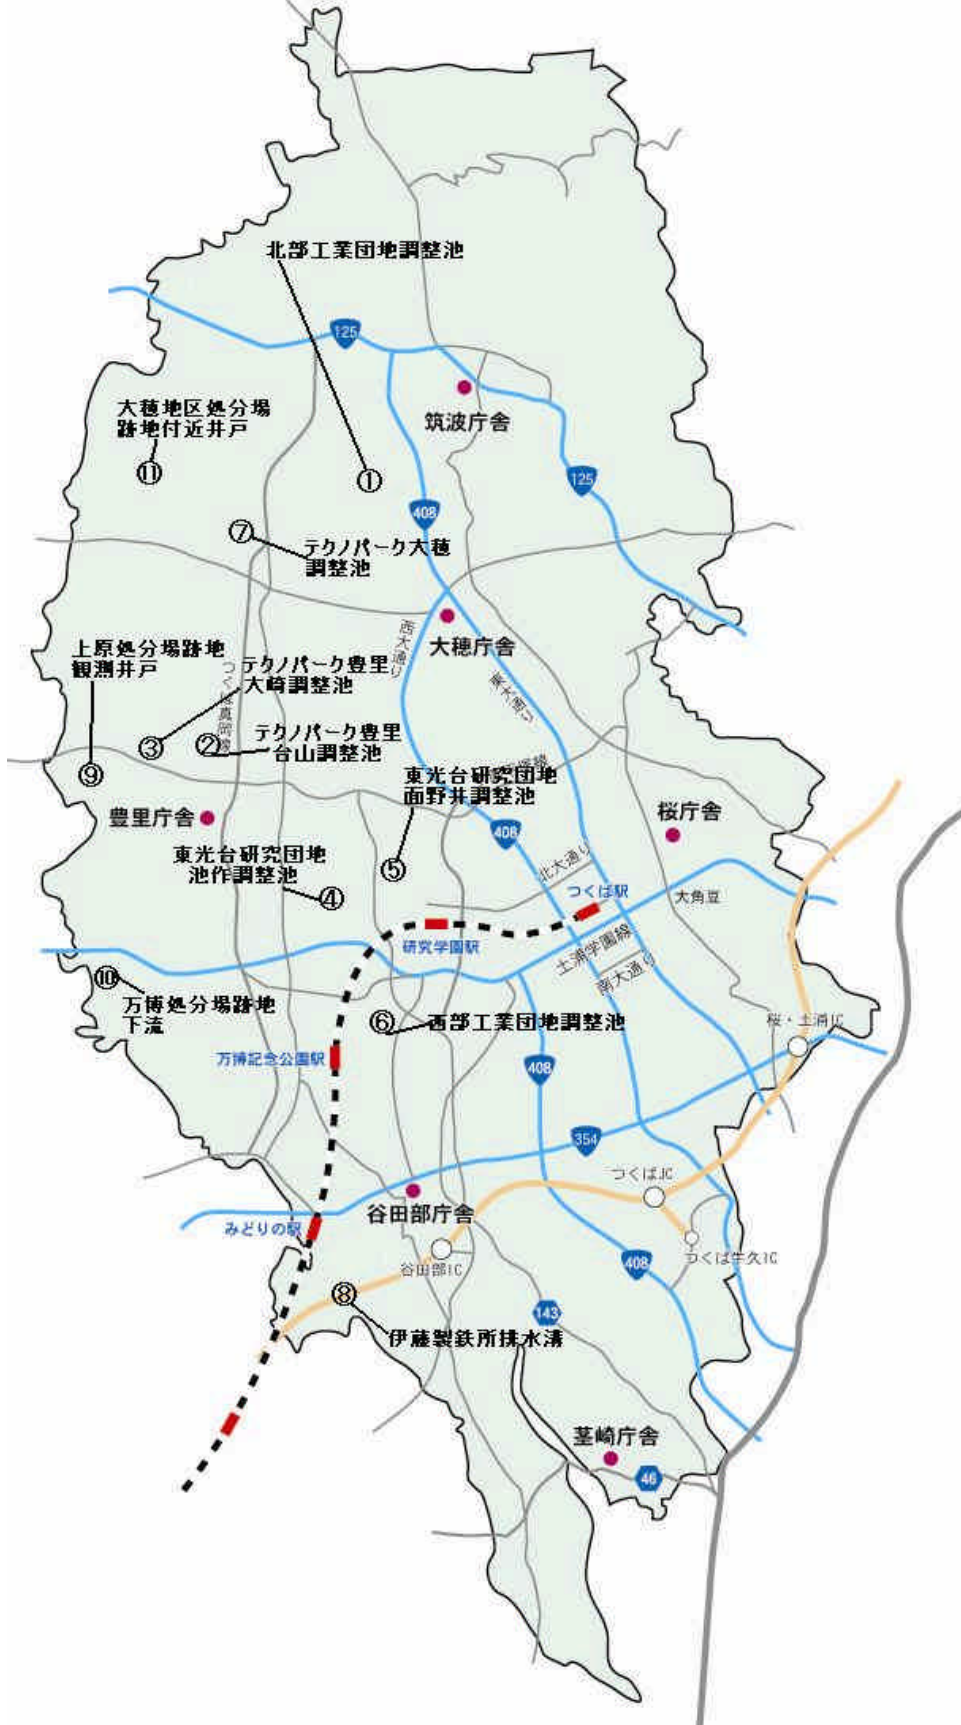 北部工業団地調整池
125
筑波庁舎
大穂地区処分場
跡地付近井戸
⑪
①
125
408
⑦
テクノパーク大穂
調整池
大穂庁舎
西大通り
東大通り
上原処分場跡地
観測井戸
つくば真岡線
テクノパーク豊里
大崎調整池
③
②
テクノパーク豊里
台山調整池
⑨
東光台研究団地
面野井調整池
豊里庁舎
408
桜庁舎
東光台研究団地
池作調整池
⑤
④
北大通り
つくば駅
大角豆
研究学園駅
土浦学園線
南大通り
⑩
万博処分場跡地
下流
⑥
西部工業団地調整池
桜・土浦IC
万博記念公園駅
408
354
つくばJC
谷田部庁舎
みどりの駅
谷田部IC
つくば牛久IC
408
⑧
143
伊藤製鉄所排水溝
茎崎庁舎
46